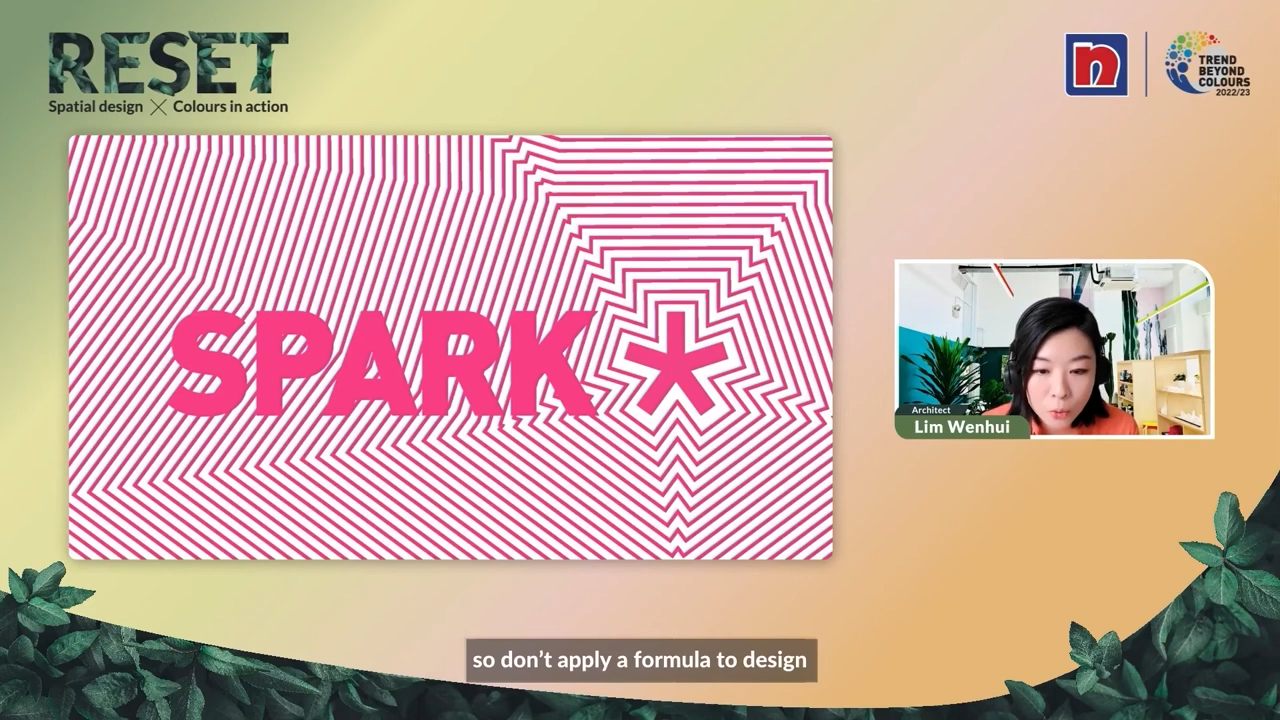 RESET
Spatial design × Colours in action
n
TREND
BEYOND
COLOURS
2022/23
SPARK*
Architect
Lim Wenhui
so don’t apply a formula to design